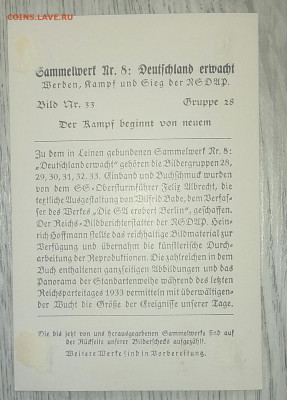 COINS.LAVE.RU
Sammelwerk Nr. 8: Deutschland erwacht
Werden, Kampf und Sieg der NSDAP.
Bild Nr. 33 Gruppe 28
Der Kampf beginnt von neuem
Zu dem in Leinen gebundenen Sammelwerk Nr. 8:
„Deutschland erwacht“ gehören die Bildergruppen 28,
29, 30, 31, 32, 33. Einband und Buchschmuck wurden
von dem SS-Obersturmführer Felix Albrecht, die
textliche Ausgestaltung von Wilfrid Bade, dem Verfas-
ser des Werkes „Die SA erobert Berlin“, geschaffen.
Der Reichs-Bildberichterstatter der NSDAP. Hein-
rich Hoffmann stellte das reichhaltige Bildmaterial zur
Verfügung und übernahm die künstlerische Durch-
arbeitung der Reproduktionen. Die zahlreichen in dem
Buch enthaltenen ganzseitigen Abbildungen und das
Panorama der Standartenweihe während des letzten
Reichsparteitages 1933 vermitteln mit überwältigen-
der Wucht die Größe der Ereignisse unserer Tage.
Die bis jetzt von uns herausgegebenen Sammelwerke sind auf
der Rückseite unserer Bilderschecks aufgezählt.
Weitere Werke sind in Vorbereitung.